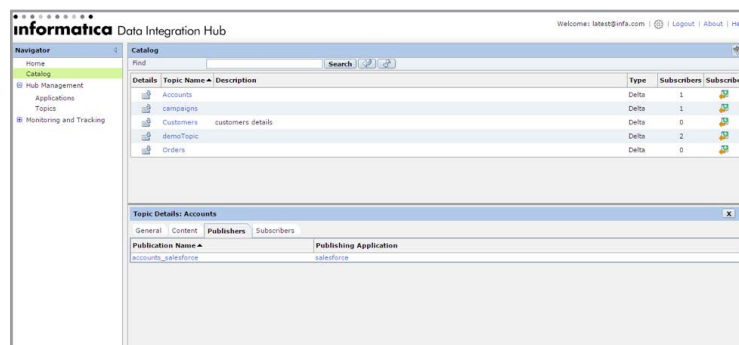 informatica Data Integration Hub
Welcome: latest@infa.com | | Logout | About | He
Navigator
Home
Catalog
Hub Management
Applications
Topics
Monitoring and Tracking
Catalog
Find Search
Details Topic Name Description Type Subscribers Subscribe
Accounts Delta 1
campaigns Delta 1
Customers customers details Delta 0
demoTopic Delta 2
Orders Delta 0
Topic Details: Accounts X
General Content Publishers Subscribers
Publication Name Publishing Application
accounts_salesforce salesforce